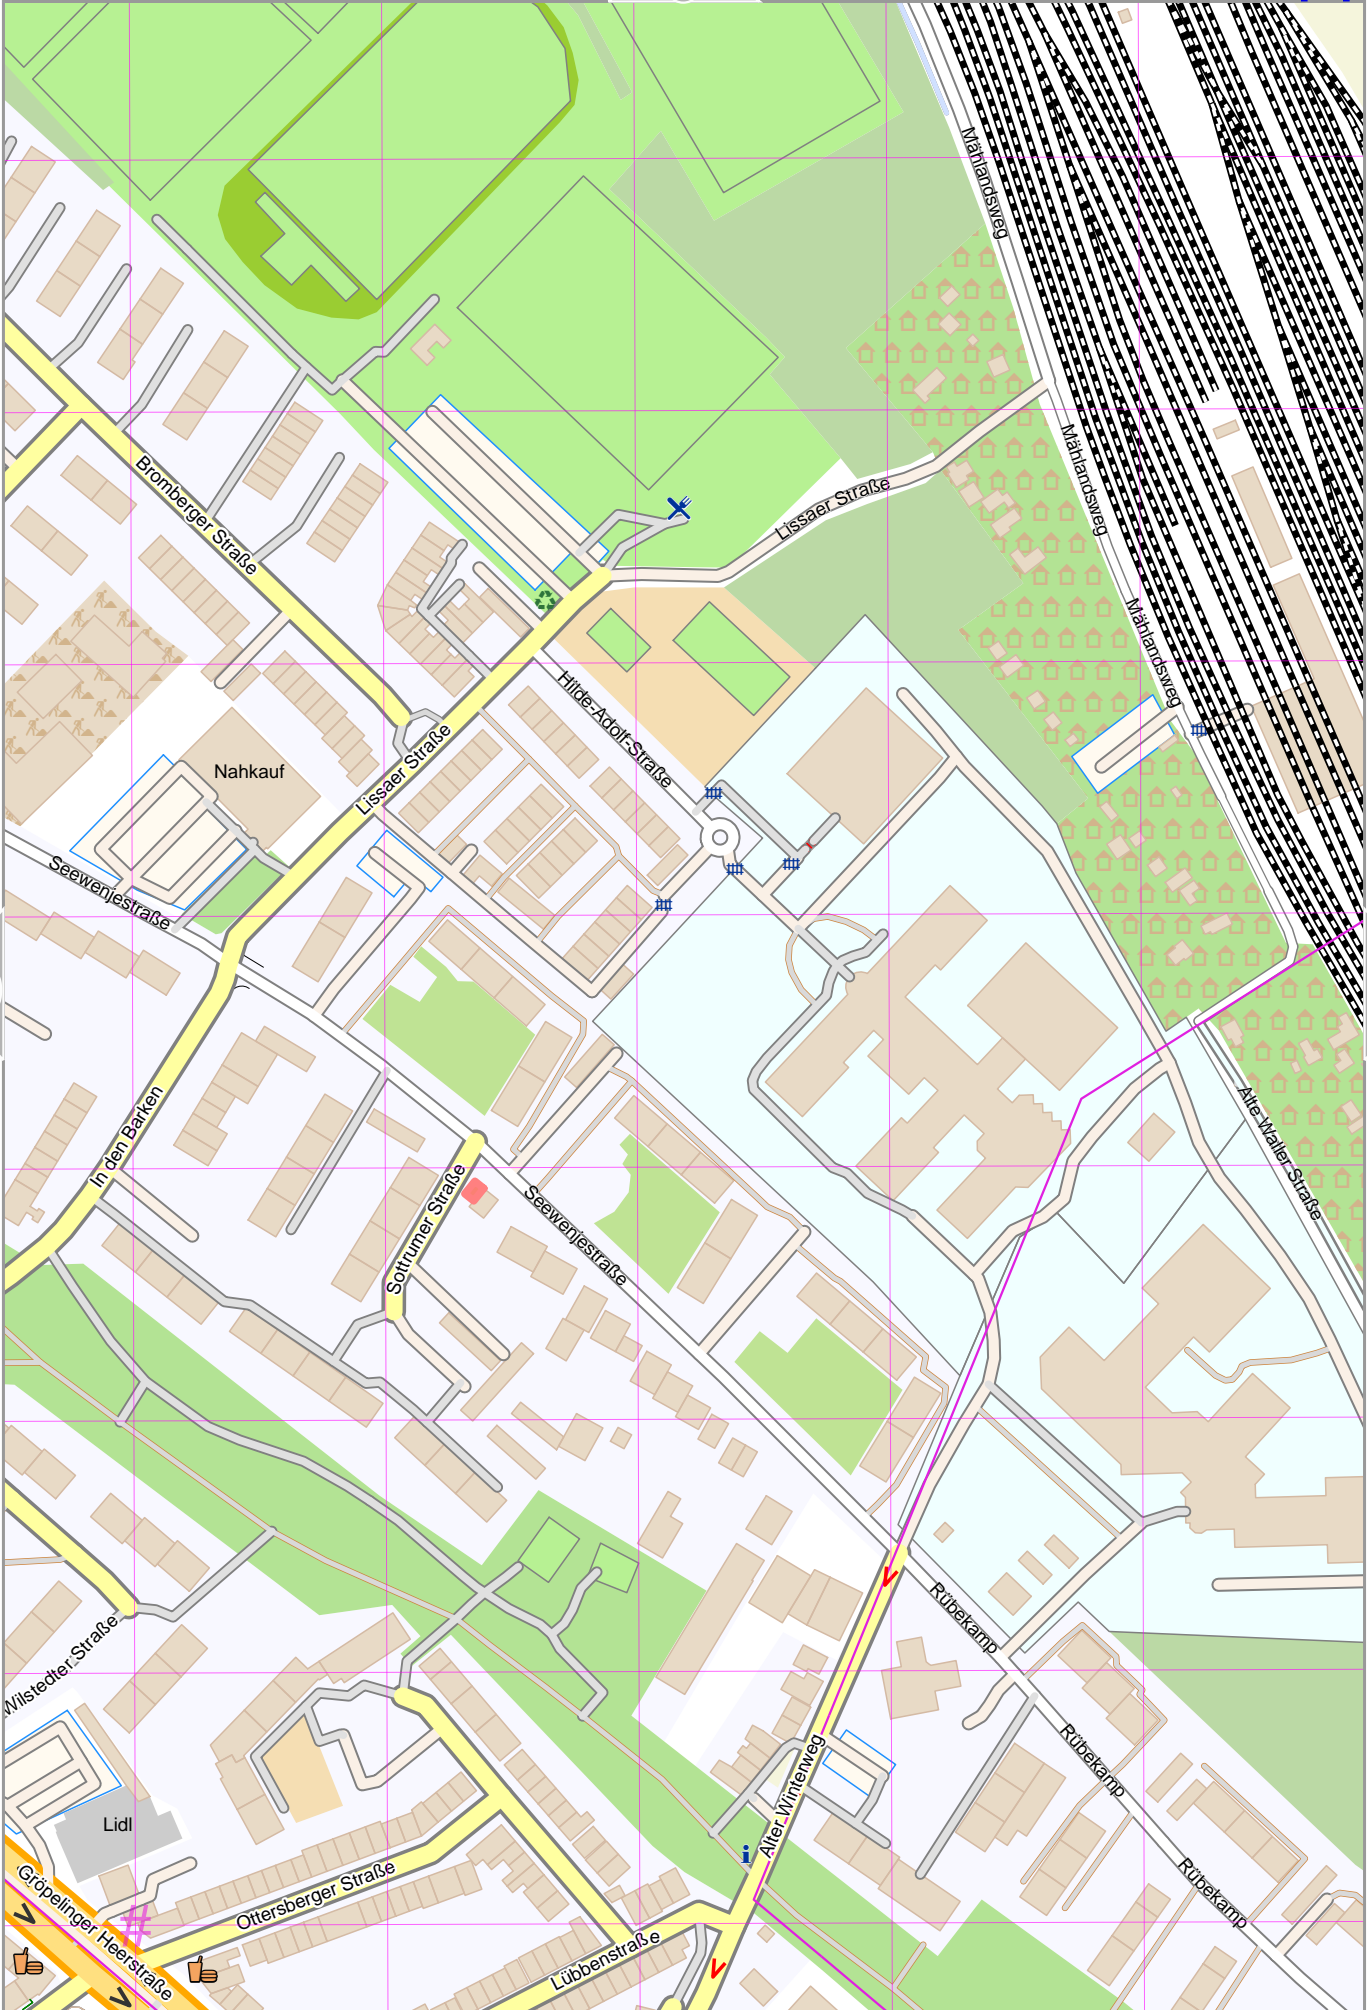 Mählandsweg
Mählandsweg
Bromberger Straße
Lissaer Straße
Mählandsweg
Hilde-Adolf-Straße
Lissaer Straße
Nahkauf
Seewenjestraße
In den Barken
Alte Waller Straße
Sottrumer Straße
Seewenjestraße
Rübekamp
Wilstedter Straße
Rübekamp
Alter Winterweg
Lidl
Rübekamp
Gröpelinger Heerstraße
Ottersberger Straße
Lübbenstraße